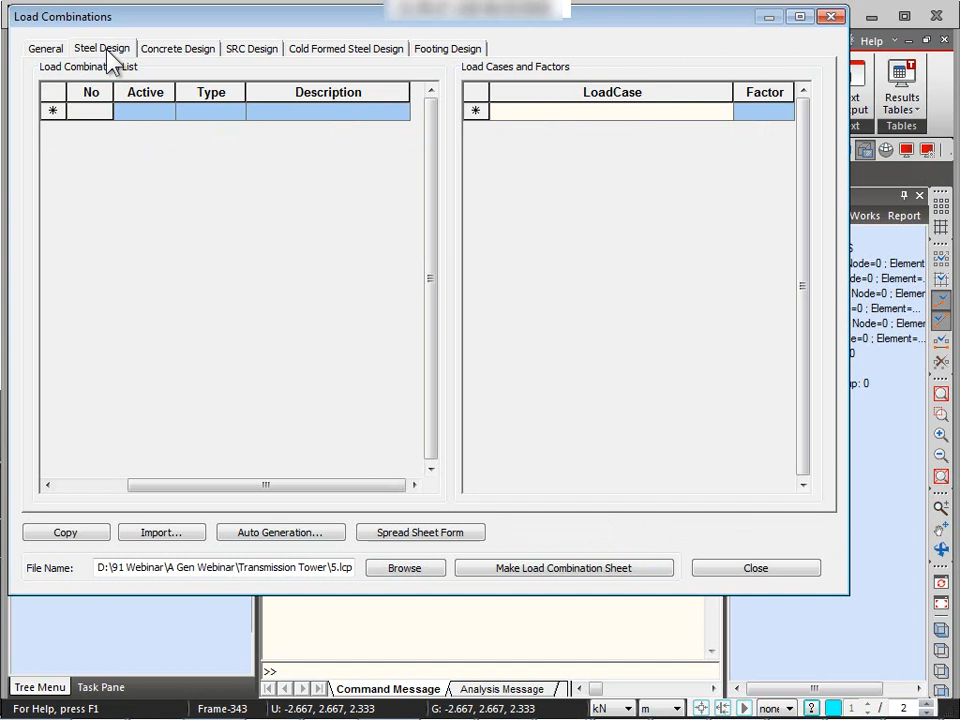 Load Combinations
Help
General Steel Design Concrete Design SRC Design Cold Formed Steel Design Footing Design
Load Combination List
No Active Type Description
Load Cases and Factors
LoadCase Factor
Results
Tables
Tables
Works Report
Node=0 ; Element
Node=0 ; Element=...
Node=0 ; Elemer
=0 ; Element=...
Node=0 ; Elemer
=0 ; Element=...
0
up: 0
Copy Import... Auto Generation... Spread Sheet Form
File Name: D:\91 Webinar\A Gen Webinar\Transmission Tower\5.lcp Browse Make Load Combination Sheet Close
>>
Tree Menu Task Pane Command Message Analysis Message
For Help, press F1 Frame-343 U: -2.667, 2.667, 2.333 G: -2.667, 2.667, 2.333 kN m none 1 / 2